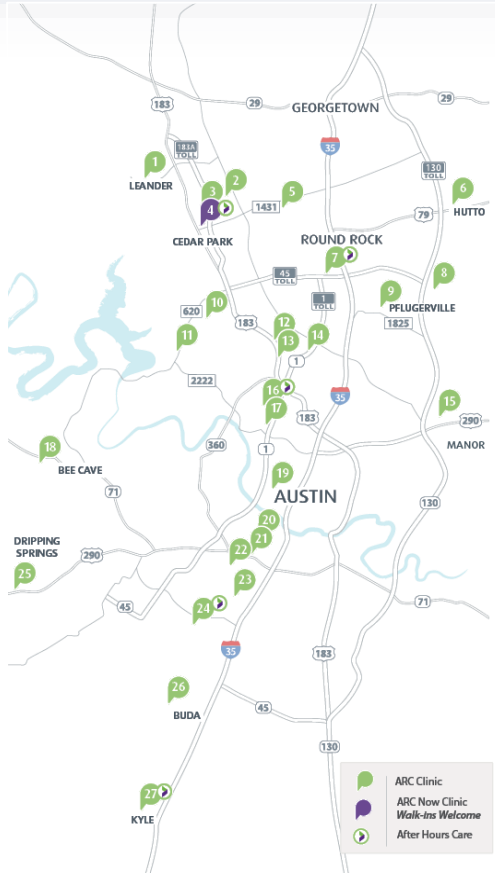 183
29
29
GEORGETOWN
35
183A
TOLL
130
TOLL
1
LEANDER
2
3
5
6
4
1431
HUTTO
79
CEDAR PARK
ROUND ROCK
7
45
TOLL
8
9
10
1
TOLL
620
PFLUGERVILLE
183
12
1825
11
13
14
1
2222
16
35
15
17
183
290
360
1
MANOR
18
BEE CAVE
19
71
AUSTIN
130
20
21
DRIPPING
SPRINGS
290
22
25
23
45
24
71
35
183
26
45
BUDA
130
27
KYLE
ARC Clinic
ARC Now Clinic
Walk-Ins Welcome
After Hours Care